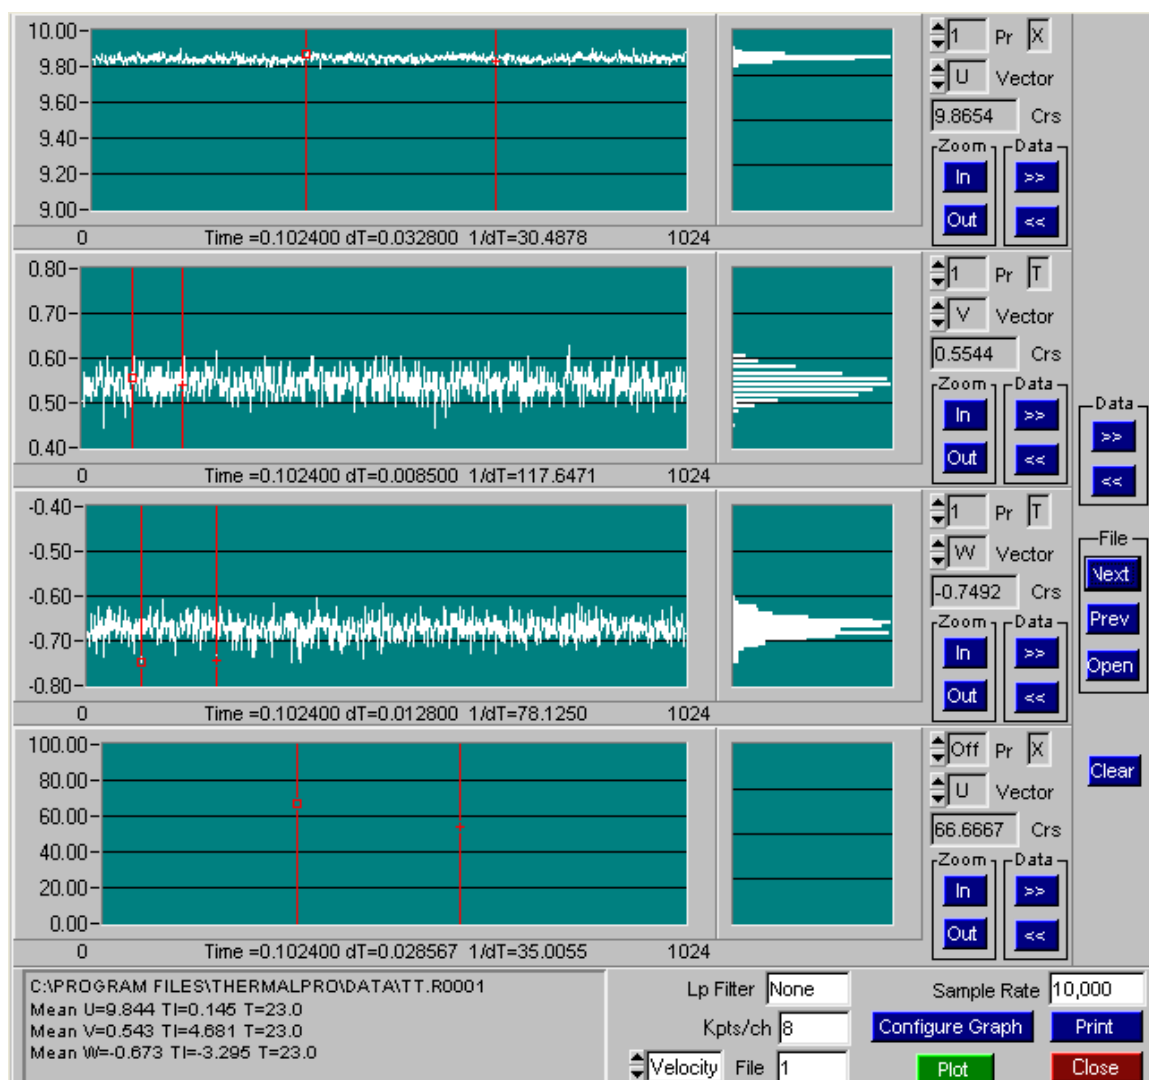 10.00
9.80
9.60
9.40
9.20
9.00
0 Time =0.102400 dT=0.032800 1/dT=30.4878 1024
1 Pr X
U Vector
9.8654 Crs
Zoom Data
In >>
Out <<
0.80
0.70
0.60
0.50
0.40
0 Time =0.102400 dT=0.008500 1/dT=117.6471 1024
1 Pr T
V Vector
0.5544 Crs
Zoom Data
In >>
Out <<
-0.40
-0.50
-0.60
-0.70
-0.80
0 Time =0.102400 dT=0.012800 1/dT=78.1250 1024
1 Pr T
W Vector
-0.7492 Crs
Zoom Data
In >>
Out <<
100.00
80.00
60.00
40.00
20.00
0.00
0 Time =0.102400 dT=0.028567 1/dT=35.0055 1024
Off Pr X
U Vector
66.6667 Crs
Zoom Data
In >>
Out <<
Data
>>
<<
File
Next
Prev
Open
Clear
C:\PROGRAM FILES\THERMALPRO\DATA\TT.R0001
Mean U=9.844 TI=0.145 T=23.0
Mean V=0.543 TI=4.681 T=23.0
Mean W=-0.673 TI=-3.295 T=23.0
Lp Filter None
Kpts/ch 8
Velocity File 1
Sample Rate 10,000
Configure Graph Print
Plot Close